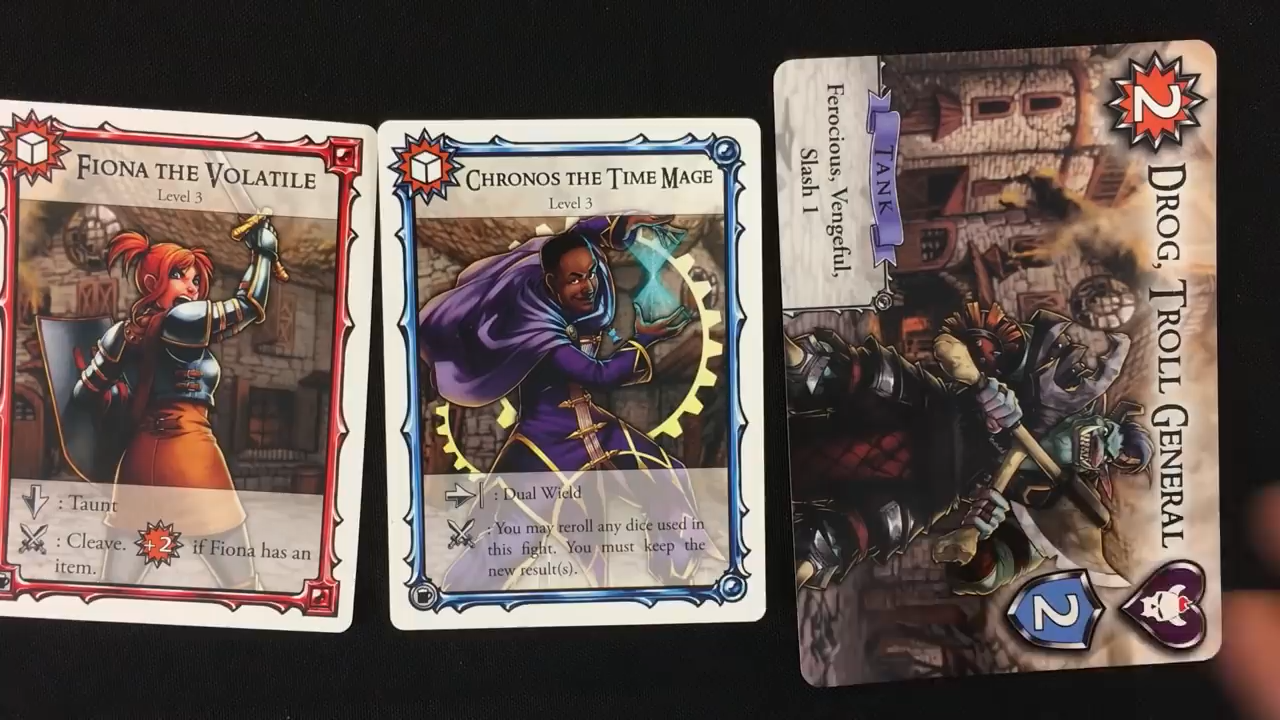 FIONA THE VOLATILE
Level 3
: Taunt
: Cleave. +2 if Fiona has an
item.
CHRONOS THE TIME MAGE
Level 3
: Dual Wield
: You may reroll any dice used in
this fight. You must keep the
new result(s).
2
DROG, TROLL GENERAL
2
TANK
Ferocious, Vengeful,
Slash 1